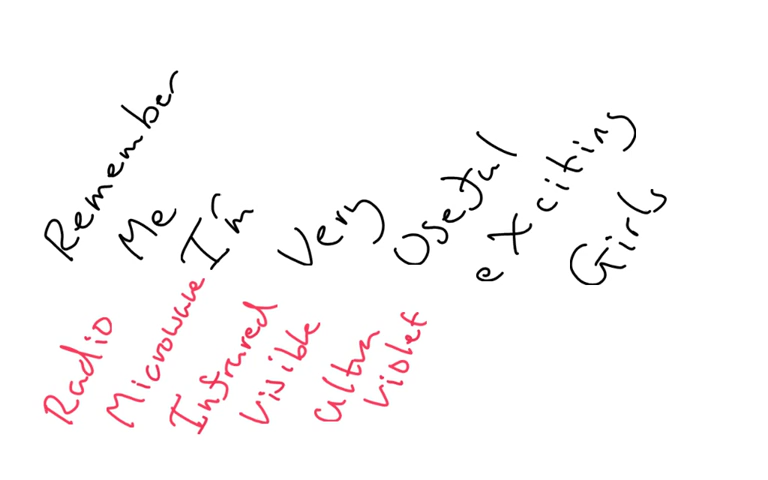 Remember Me I'm Very Useful exciting Girls
Radio Microwave Infrared Visible Ultra Violet